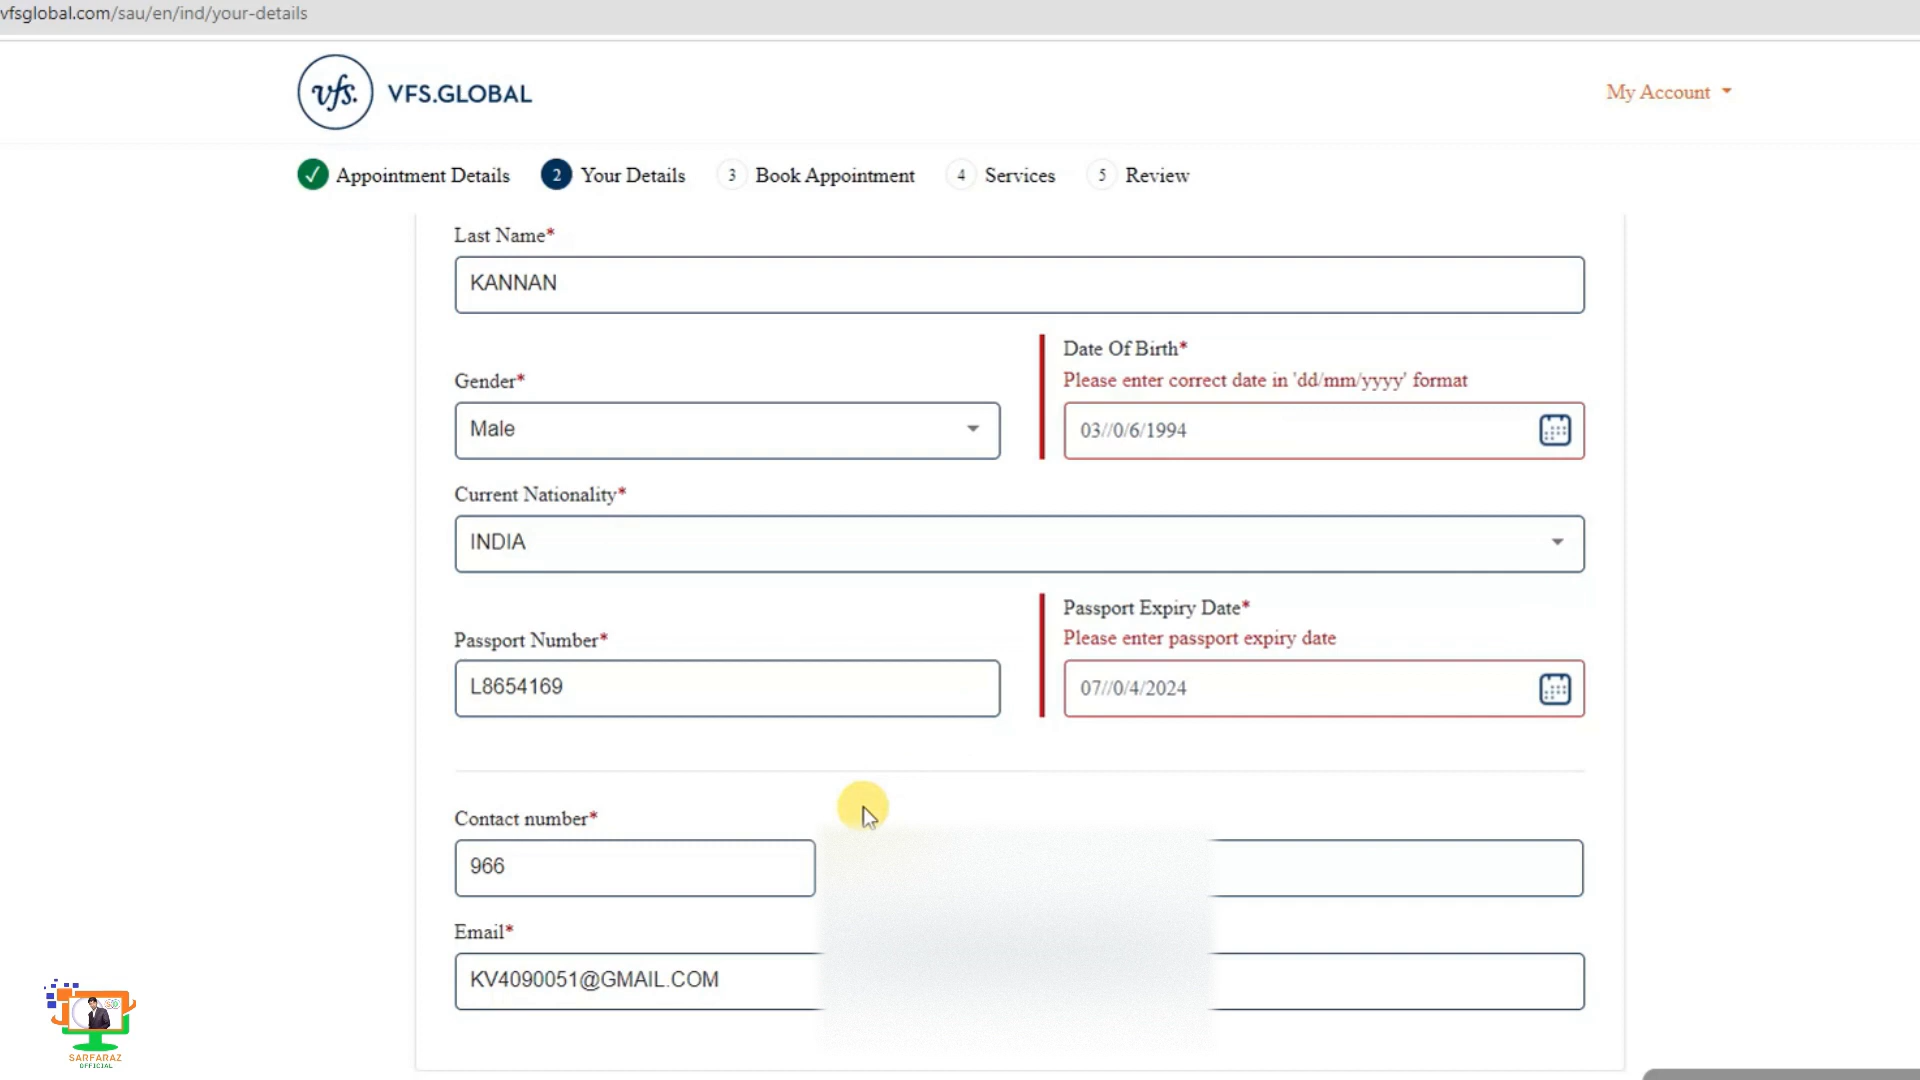 vfsglobal.com/sau/en/ind/your-details
vfs. VFS.GLOBAL
My Account
Appointment Details 2 Your Details 3 Book Appointment 4 Services 5 Review
Last Name*
KANNAN
Gender*
Male
Date Of Birth*
Please enter correct date in 'dd/mm/yyyy' format
03//0/6/1994
Current Nationality*
INDIA
Passport Number*
L8654169
Passport Expiry Date*
Please enter passport expiry date
07//0/4/2024
Contact number*
966
Email*
KV4090051@GMAIL.COM
SARFARAZ
OFFICIAL